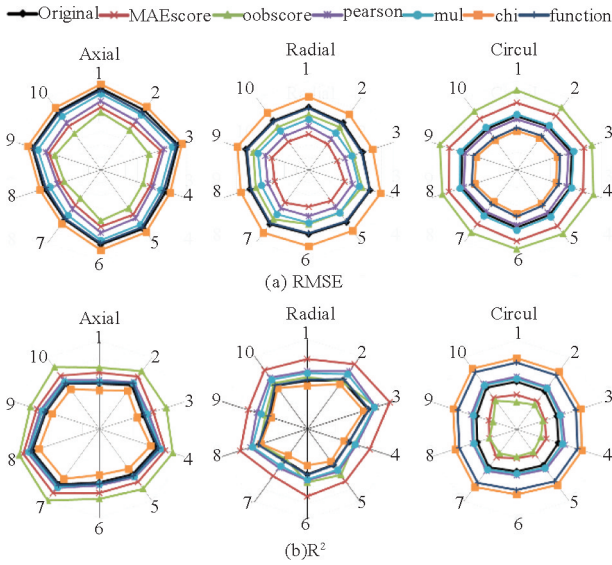 Original MAEscore oobscore pearson mul chi function
Axial Radial Circul
1 2 3 4 5 6 7 8 9 10
1 2 3 4 5 6 7 8 9 10
1 2 3 4 5 6 7 8 9 10
(a) RMSE
Axial Radial Circul
1 2 3 4 5 6 7 8 9 10
1 2 3 4 5 6 7 8 9 10
1 2 3 4 5 6 7 8 9 10
(b)R²